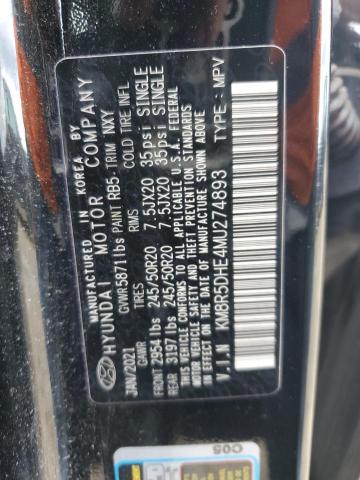 MANUFACTURED IN KOREA BY
HYUNDAI MOTOR COMPANY
JAN/2021 GVWR 5871 lbs PAINT RB5 TRIM NXY
GAWR TIRES RIMS COLD TIRE INFL
FRONT 2954 lbs 245/50R20 7.5JX20 35psi SINGLE
REAR 3197 lbs 245/50R20 7.5JX20 35psi SINGLE
THIS VEHICLE CONFORMS TO ALL APPLICABLE U.S.A. FEDERAL
MOTOR VEHICLE SAFETY AND THEFT PREVENTION STANDARDS
IN EFFECT ON THE DATE OF MANUFACTURE SHOWN ABOVE
V.I.N : KM8R5DHE4MU274893 TYPE : MPV
C05